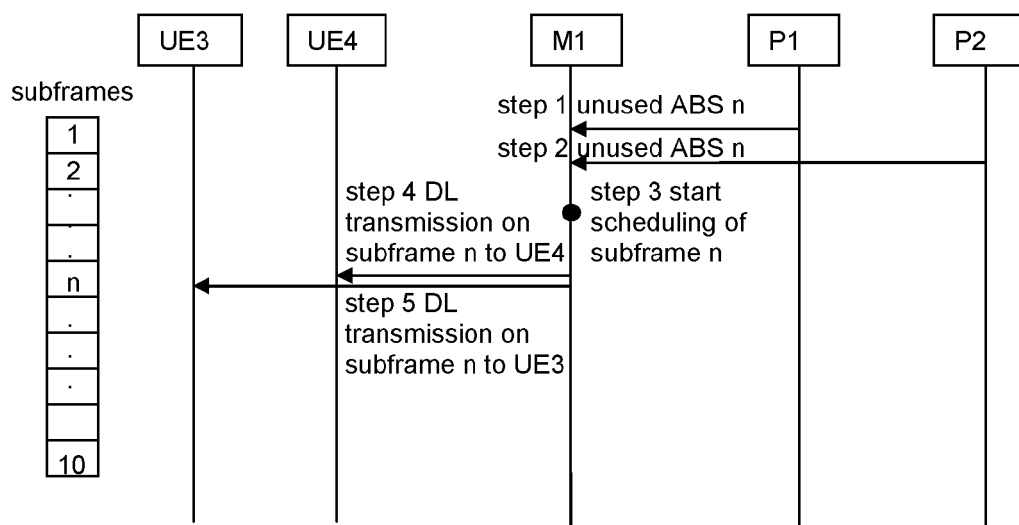 UE3
UE4
M1
P1
P2
subframes
step 1 unused ABS n
1
step 2 unused ABS n
2
step 4 DL
transmission on
subframe n to UE4
step 3 start
scheduling of
subframe n
.
.
.
n
step 5 DL
transmission on
subframe n to UE3
.
.
.
10